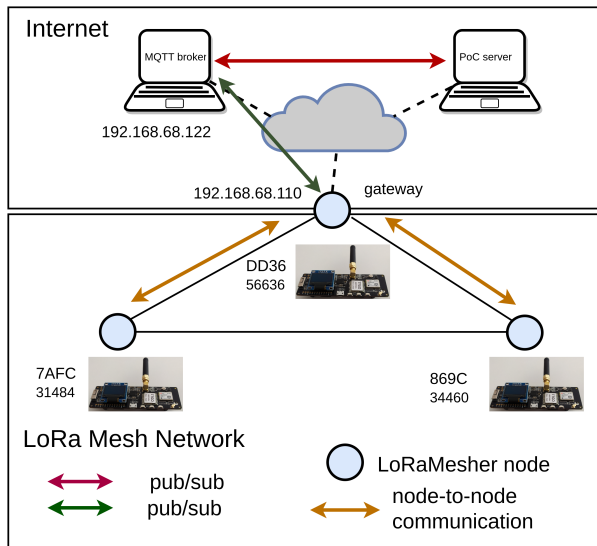 Internet
MQTT broker
PoC server
192.168.68.122
192.168.68.110
gateway
DD36
56636
7AFC
31484
869C
34460
LoRa Mesh Network
pub/sub
pub/sub
LoRaMesher node
node-to-node
communication